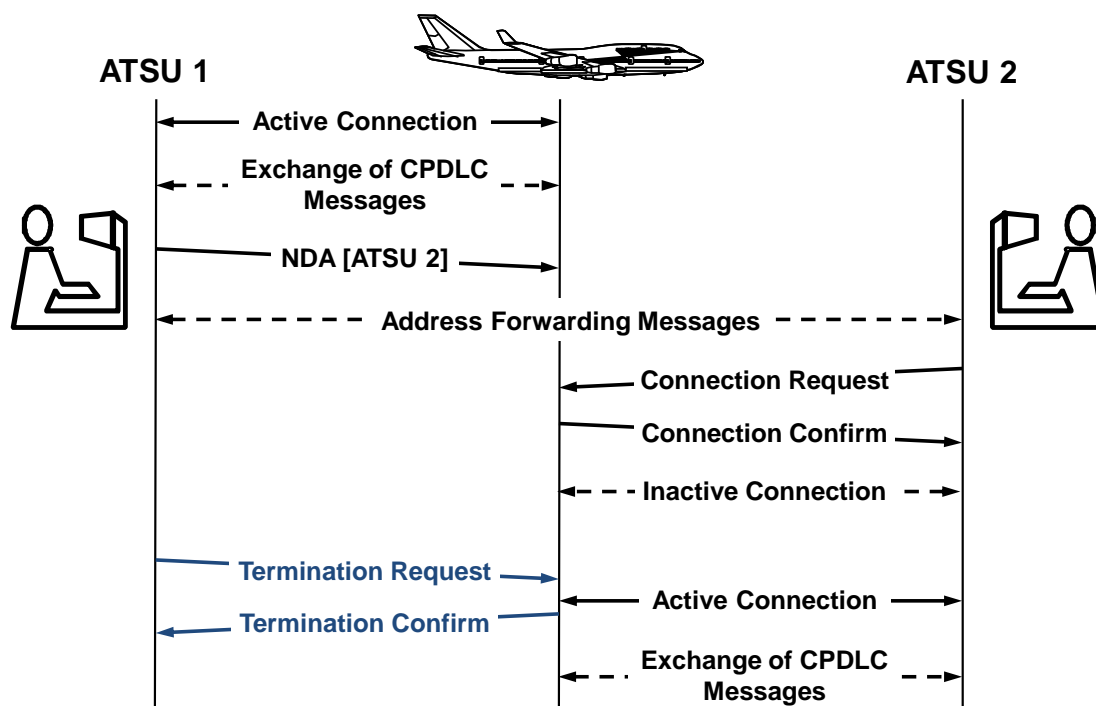 ATSU 1
ATSU 2
Active Connection
Exchange of CPDLC
Messages
NDA [ATSU 2]
Address Forwarding Messages
Connection Request
Connection Confirm
Inactive Connection
Termination Request
Active Connection
Termination Confirm
Exchange of CPDLC
Messages